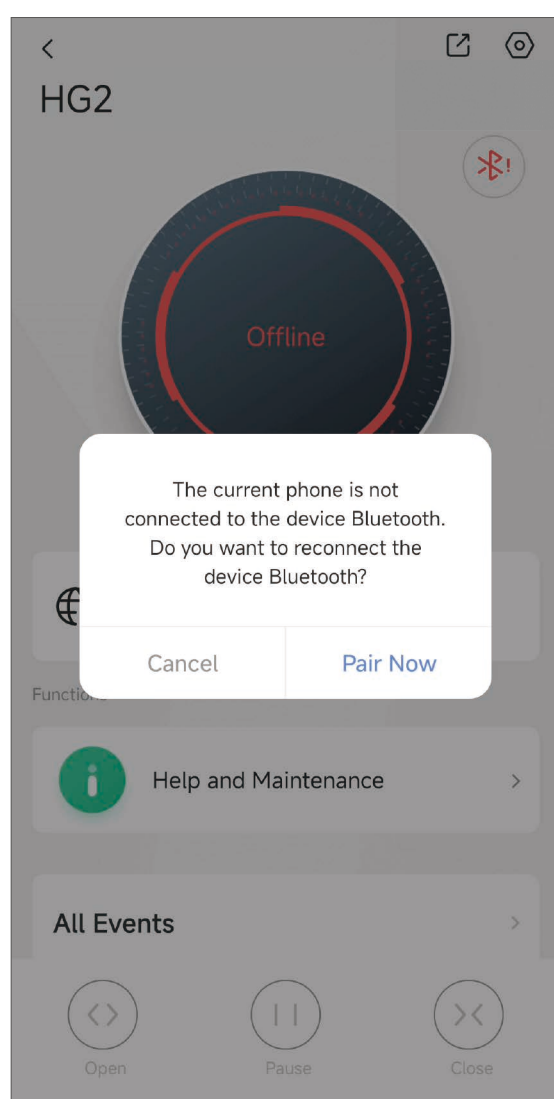 HG2
Offline
The current phone is not
connected to the device Bluetooth.
Do you want to reconnect the
device Bluetooth?
Cancel
Pair Now
Help and Maintenance
All Events
Open
Pause
Close